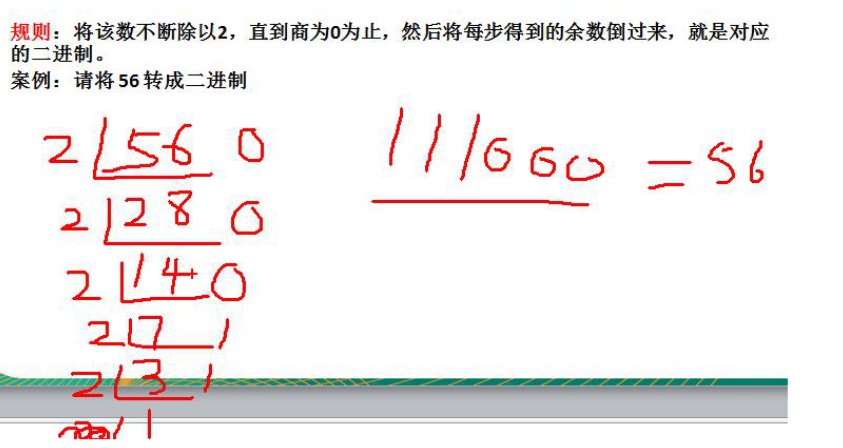 规则：将该数不断除以2，直到商为0为止，然后将每步得到的余数倒过来，就是对应
的二进制。
案例：请将 56 转成二进制
2 56 0
2 28 0
2 14 0
2 7 1
2 3 1
1
111000 = 56